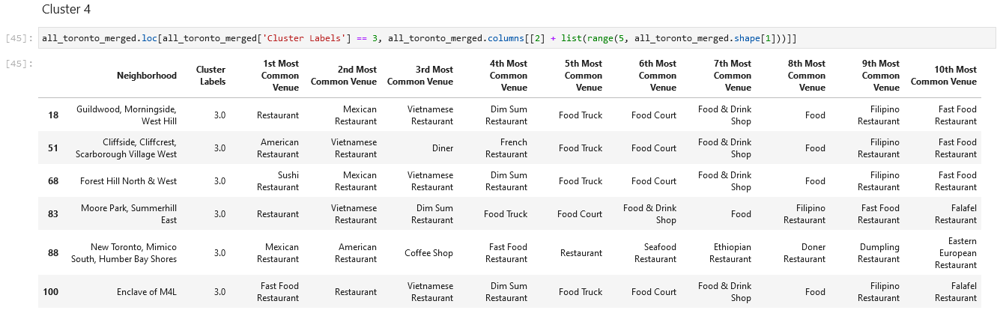 Cluster 4
[45]: all_toronto_merged.loc[all_toronto_merged['Cluster Labels'] == 3, all_toronto_merged.columns[[2] + list(range(5, all_toronto_merged.shape[1]))]]
[45]:
Neighborhood Cluster Labels 1st Most Common Venue 2nd Most Common Venue 3rd Most Common Venue 4th Most Common Venue 5th Most Common Venue 6th Most Common Venue 7th Most Common Venue 8th Most Common Venue 9th Most Common Venue 10th Most Common Venue
18 Guildwood, Morningside, West Hill 3.0 Restaurant Mexican Restaurant Vietnamese Restaurant Dim Sum Restaurant Food Truck Food Court Food & Drink Shop Food Filipino Restaurant Fast Food Restaurant
51 Cliffside, Cliffcrest, Scarborough Village West 3.0 American Restaurant Vietnamese Restaurant Diner French Restaurant Food Truck Food Court Food & Drink Shop Food Filipino Restaurant Fast Food Restaurant
68 Forest Hill North & West 3.0 Sushi Restaurant Mexican Restaurant Vietnamese Restaurant Dim Sum Restaurant Food Truck Food Court Food & Drink Shop Food Filipino Restaurant Fast Food Restaurant
83 Moore Park, Summerhill East 3.0 Restaurant Vietnamese Restaurant Dim Sum Restaurant Food Truck Food Court Food & Drink Shop Food Filipino Restaurant Fast Food Restaurant Falafel Restaurant
88 New Toronto, Mimico South, Humber Bay Shores 3.0 Mexican Restaurant American Restaurant Coffee Shop Fast Food Restaurant Restaurant Seafood Restaurant Ethiopian Restaurant Doner Restaurant Dumpling Restaurant Eastern European Restaurant
100 Enclave of M4L 3.0 Fast Food Restaurant Restaurant Vietnamese Restaurant Dim Sum Restaurant Food Truck Food Court Food & Drink Shop Food Filipino Restaurant Falafel Restaurant